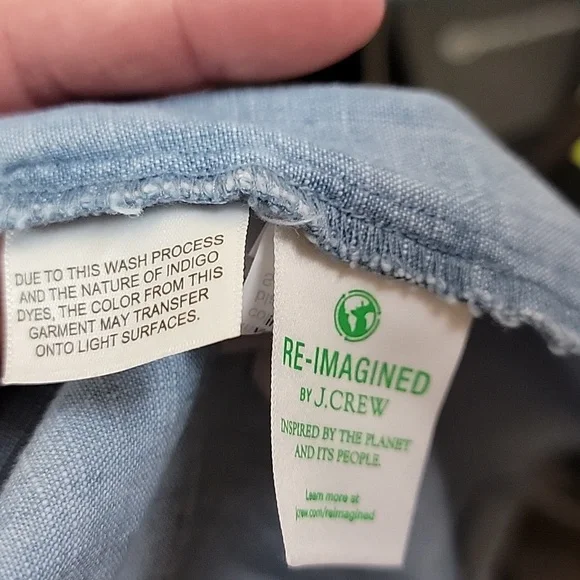 DUE TO THIS WASH PROCESS
AND THE NATURE OF INDIGO
DYES, THE COLOR FROM THIS
GARMENT MAY TRANSFER
ONTO LIGHT SURFACES.
RE-IMAGINED
BY J.CREW
INSPIRED BY THE PLANET
AND ITS PEOPLE.
Learn more at
jcrew.com/reimagined